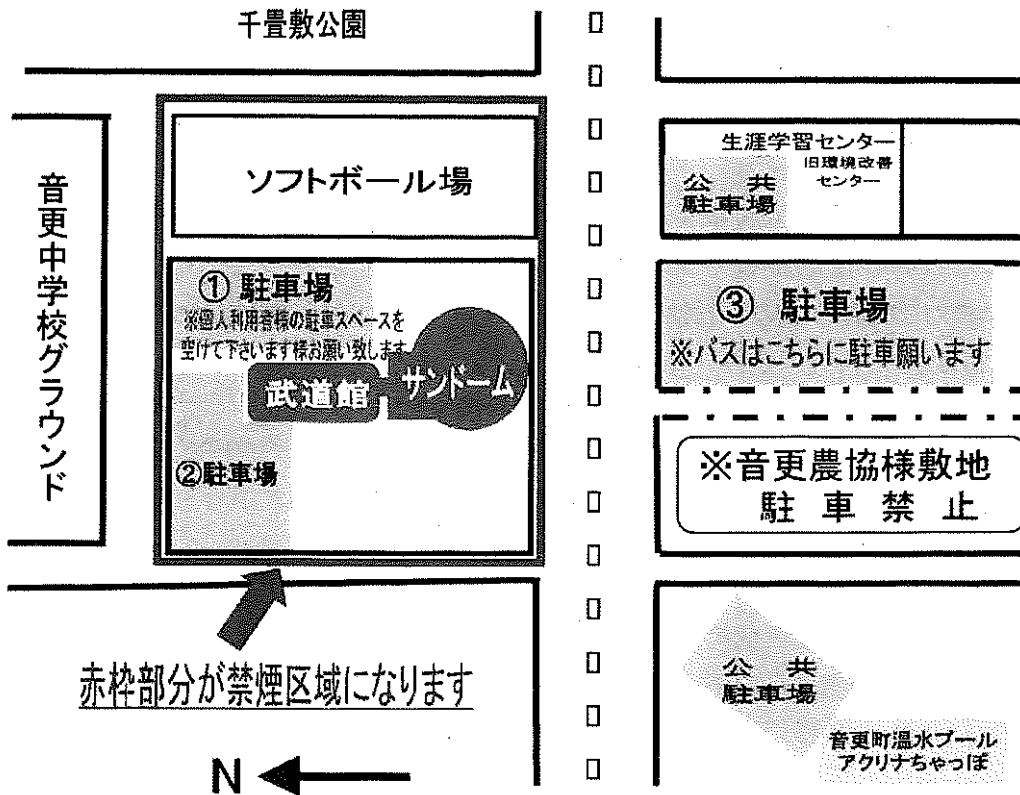 千畳敷公園
音更中学校グラウンド
ソフトボール場
① 駐車場
※個人利用者様の駐車スペースを
空けて下さいます様お願い致します
武道館
サンドーム
②駐車場
生涯学習センター
旧環境改善
センター
公 共
駐車場
③ 駐車場
※バスはこちらに駐車願います
※音更農協様敷地
駐 車 禁 止
赤枠部分が禁煙区域になります
公 共
駐車場
音更町温水プール
アクリナちゃっぽ
N